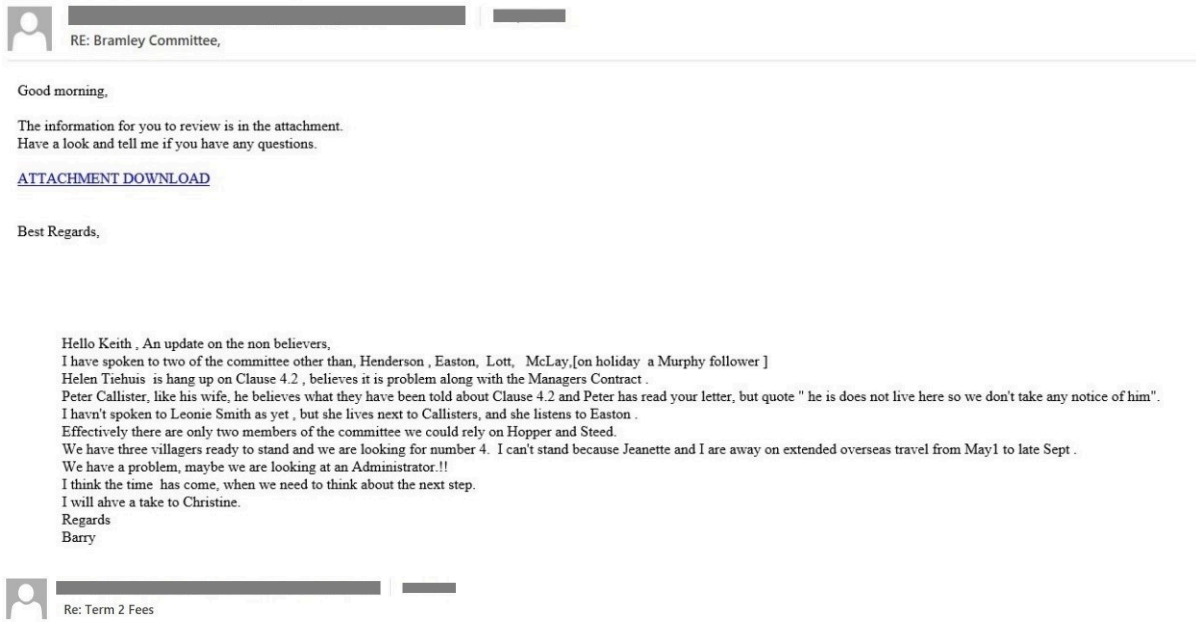 RE: Bramley Committee,
Good morning,
The information for you to review is in the attachment.
Have a look and tell me if you have any questions.
ATTACHMENT DOWNLOAD
Best Regards,
Hello Keith , An update on the non believers,
I have spoken to two of the committee other than, Henderson , Easton, Lott, McLay,[on holiday a Murphy follower ]
Helen Tiehuis is hang up on Clause 4.2 , believes it is problem along with the Managers Contract .
Peter Callister, like his wife, he believes what they have been told about Clause 4.2 and Peter has read your letter, but quote " he is does not live here so we don't take any notice of him".
I havn't spoken to Leonie Smith as yet , but she lives next to Callisters, and she listens to Easton .
Effectively there are only two members of the committee we could rely on Hopper and Steed.
We have three villagers ready to stand and we are looking for number 4. I can't stand because Jeanette and I are away on extended overseas travel from May1 to late Sept .
We have a problem, maybe we are looking at an Administrator.!!
I think the time has come, when we need to think about the next step.
I will ahve a take to Christine.
Regards
Barry
Re: Term 2 Fees